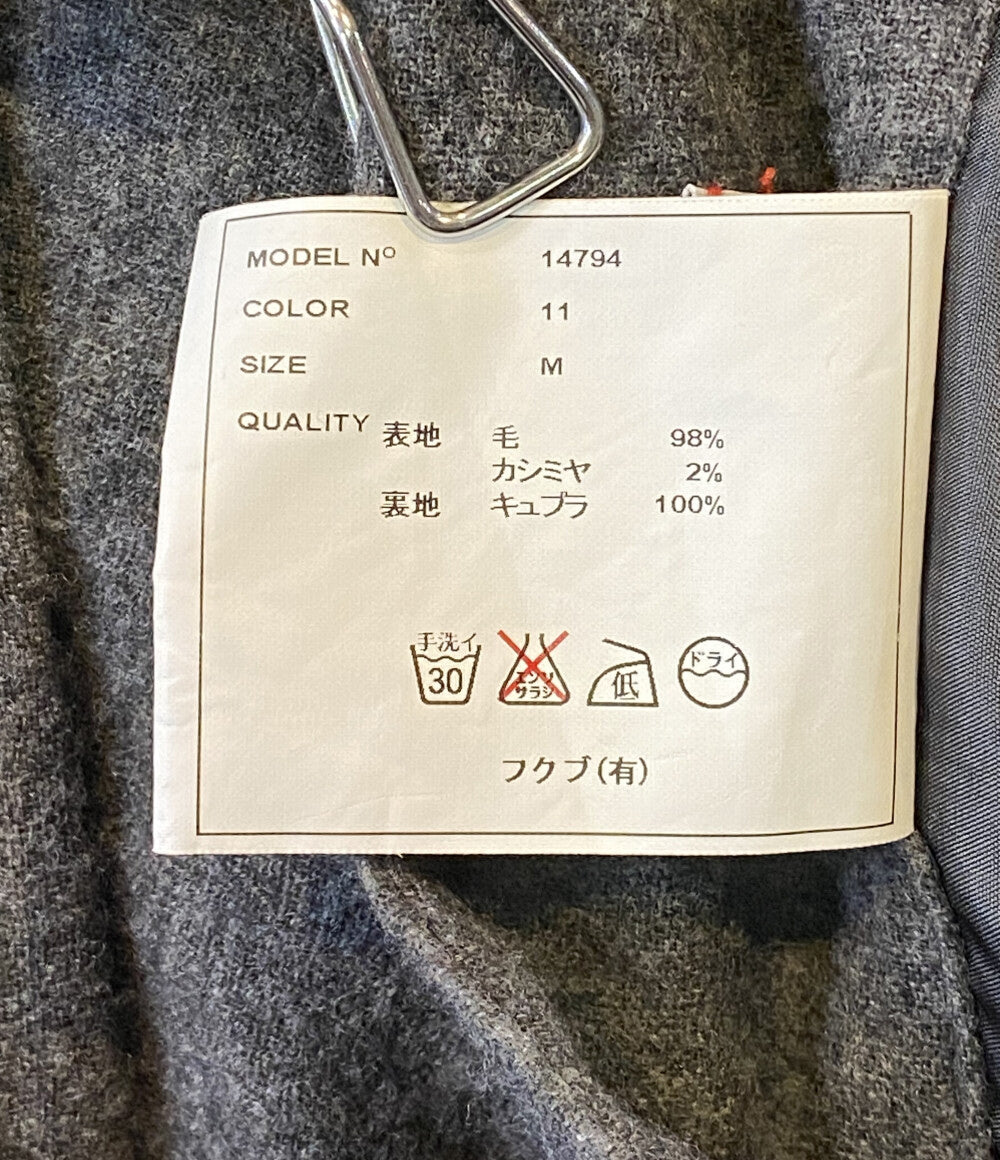 MODEL Nº 14794
COLOR 11
SIZE M
QUALITY 表地 毛 98%
カシミヤ 2%
裏地 キュプラ 100%
手洗イ 30
エンソサラシ
低
ドライ
フクブ(有)